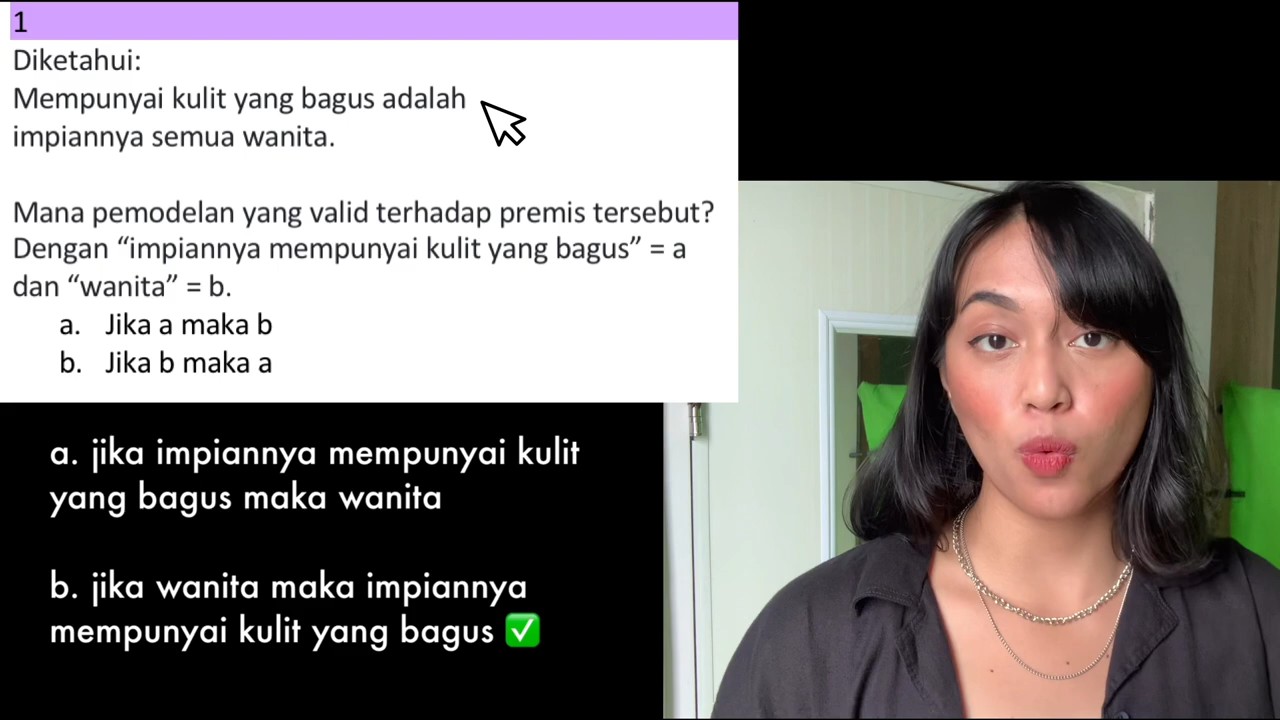 1
Diketahui:
Mempunyai kulit yang bagus adalah
impiannya semua wanita.
Mana pemodelan yang valid terhadap premis tersebut?
Dengan “impiannya mempunyai kulit yang bagus” = a
dan “wanita” = b.
a. Jika a maka b
b. Jika b maka a
a. jika impiannya mempunyai kulit
yang bagus maka wanita
b. jika wanita maka impiannya
mempunyai kulit yang bagus ✅